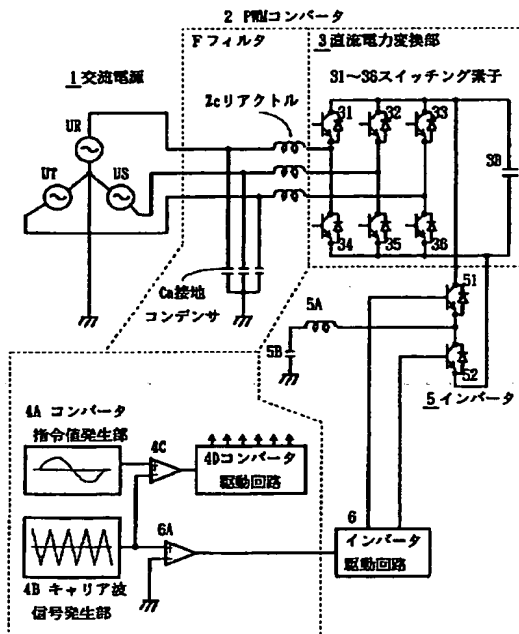 2 PWMコンバータ
Fフィルタ
3直流電力変換部
1交流電源
31〜36スイッチング素子
Zcリアクトル
31
32
33
UR
3B
UT
US
34
35
36
Ca接地
コンデンサ
51
5A
5B
52
5インバータ
4A コンバータ
指令値発生部
4C
4Dコンバータ
駆動回路
6A
6
インバータ
駆動回路
4B キャリア波
信号発生部